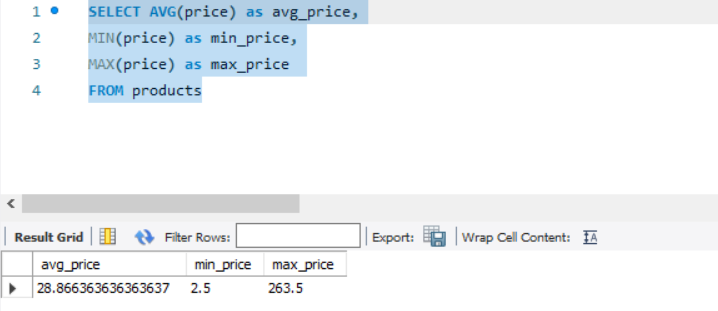 1 SELECT AVG(price) as avg_price,
2 MIN(price) as min_price,
3 MAX(price) as max_price
4 FROM products
Result Grid Filter Rows: Export: Wrap Cell Content: IA
avg_price min_price max_price
28.866363636363637 2.5 263.5